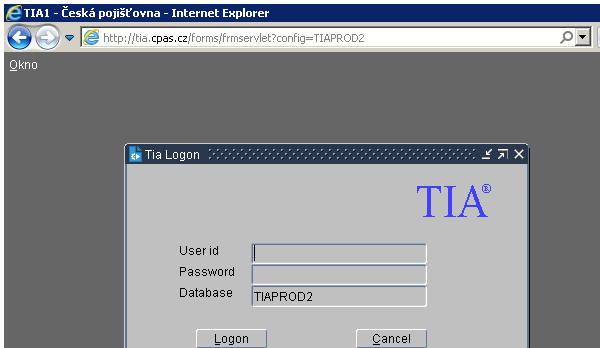 TIA1 - Česká pojišťovna - Internet Explorer
http://tia.cpas.cz/forms/frmservlet?config=TIAPROD2
Okno
Tia Logon
TIA®
User id
Password
Database TIAPROD2
Logon Cancel